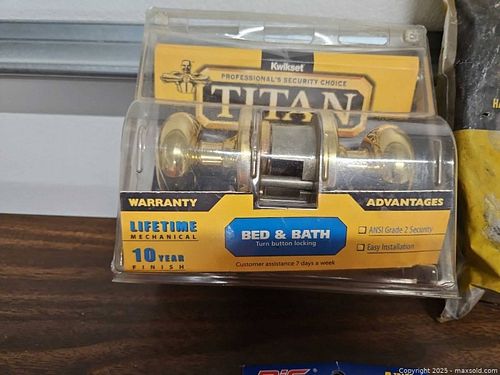 Kwikset
PROFESSIONAL'S SECURITY CHOICE
TITAN
WARRANTY
ADVANTAGES
LIFETIME
MECHANICAL
10 YEAR
FINISH
BED & BATH
Turn button locking
ANSI Grade 2 Security
Easy Installation
Customer assistance 7 days a week
Copyright © 2025 - maxsold.com